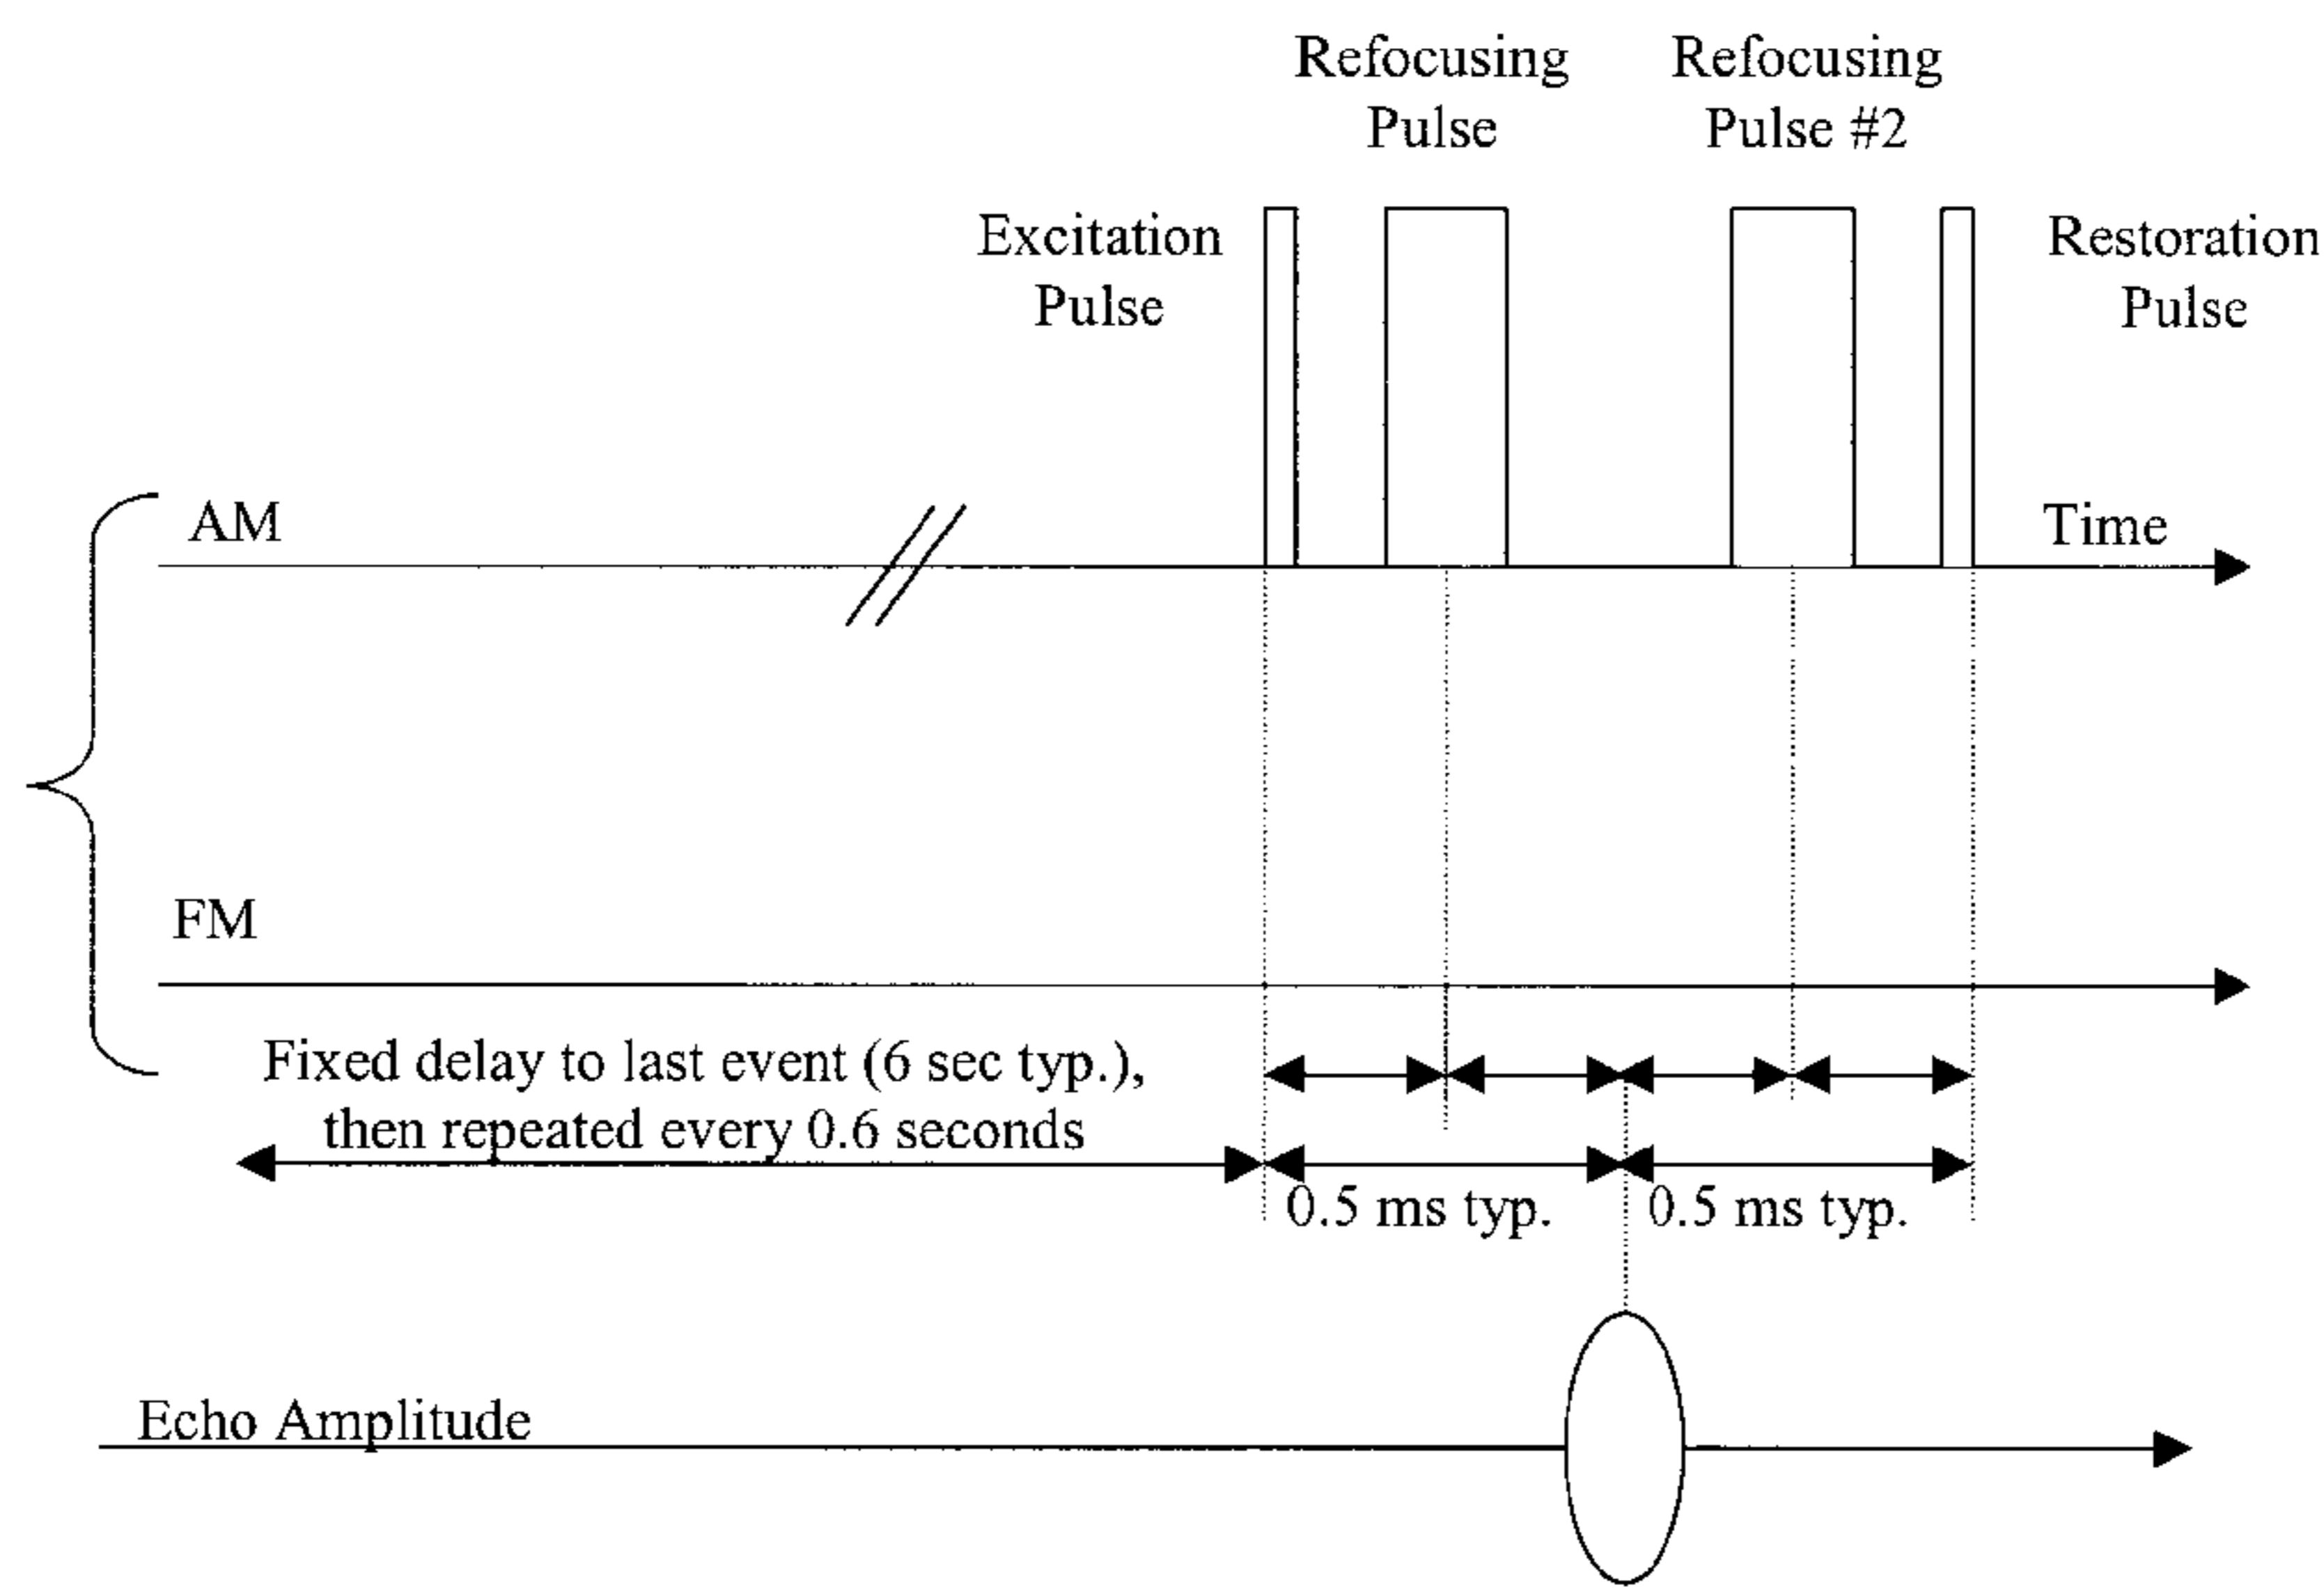 Refocusing
Pulse
Refocusing
Pulse #2
Excitation
Pulse
Restoration
Pulse
AM
Time
FM
Fixed delay to last event (6 sec typ.),
then repeated every 0.6 seconds
0.5 ms typ.
0.5 ms typ.
Echo Amplitude